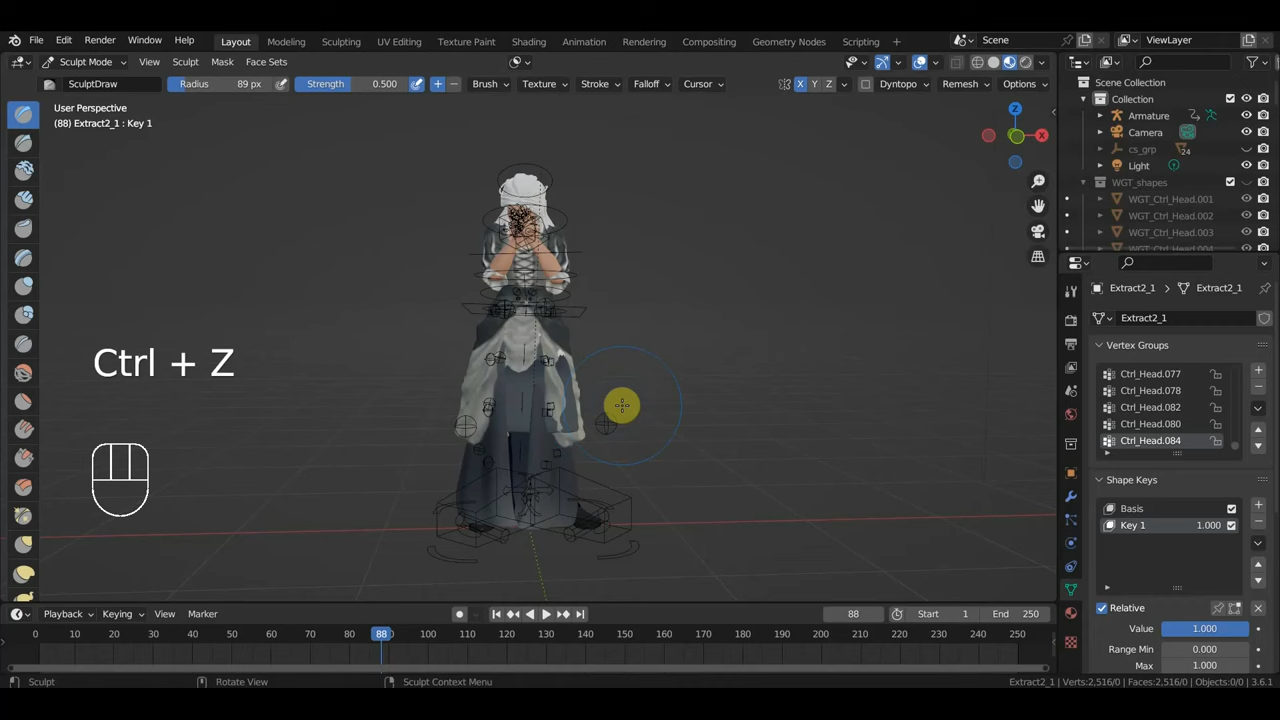 File Edit Render Window Help Layout Modeling Sculpting UV Editing Texture Paint Shading Animation Rendering Compositing Geometry Nodes Scripting + Scene ViewLayer
Sculpt Mode View Sculpt Mask Face Sets
SculptDraw Radius 89 px Strength 0.500 Brush Texture Stroke Falloff Cursor X Y Z Dyntopo Remesh Options
User Perspective
(88) Extract2_1 : Key 1
Z
X
Scene Collection
Collection
Armature
Camera
cs_grp 24
Light
WGT_shapes
WGT_Ctrl_Head.001
WGT_Ctrl_Head.002
WGT_Ctrl_Head.003
WGT_Ctrl_Head.004
Extract2_1 > Extract2_1
Extract2_1
Vertex Groups
Ctrl_Head.077
Ctrl_Head.078
Ctrl_Head.082
Ctrl_Head.080
Ctrl_Head.084
Shape Keys
Basis
Key 1 1.000
Relative
Value 1.000
Range Min 0.000
Max 1.000
Ctrl + Z
Playback Keying View Marker 88 Start 1 End 250
0 10 20 30 40 50 60 70 80 88 90 100 110 120 130 140 150 160 170 180 190 200 210 220 230 240 250
Sculpt Rotate View Sculpt Context Menu Extract2_1 | Verts:2,516/0 | Faces:2,516/0 | Objects:0/0 | 3.6.1